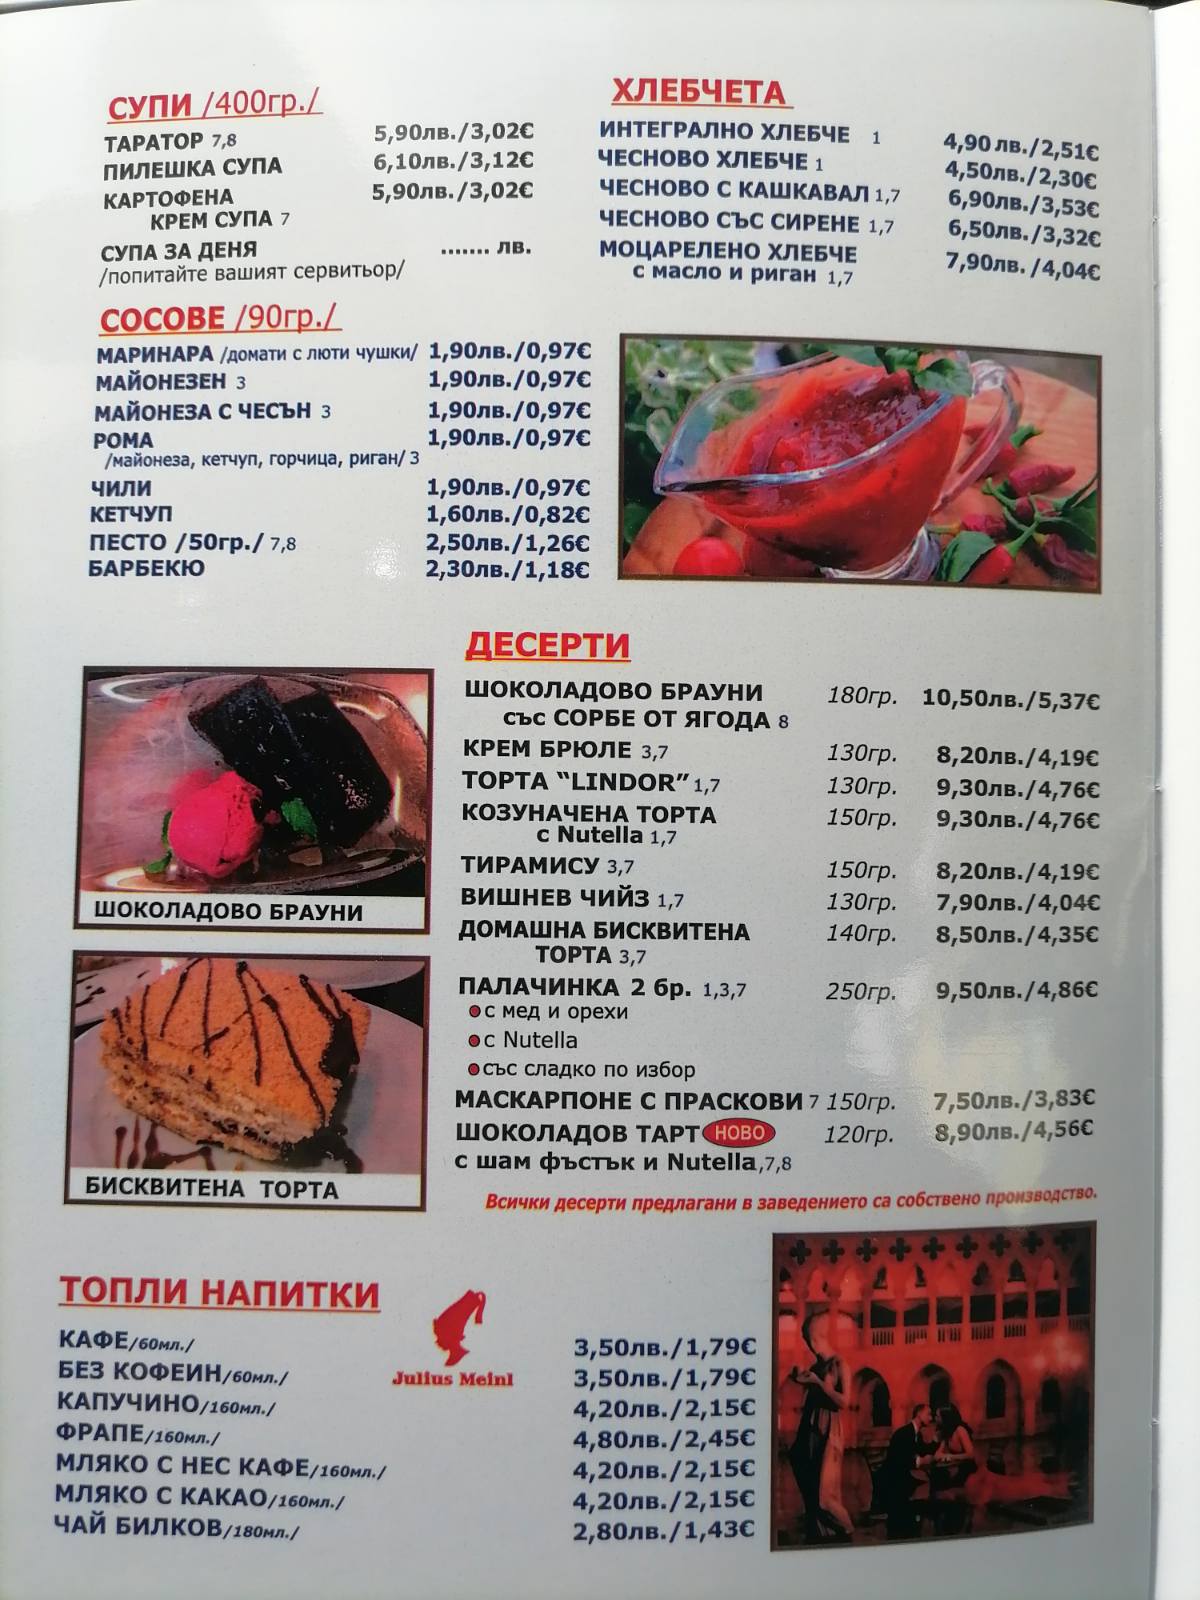 СУПИ /400гр./
ТАРАТОР 7,8 5,90лв./3,02€
ПИЛЕШКА СУПА 6,10лв./3,12€
КАРТОФЕНА 5,90лв./3,02€
КРЕМ СУПА 7
СУПА ЗА ДЕНЯ ....... лв.
/попитайте вашият сервитьор/
ХЛЕБЧЕТА
ИНТЕГРАЛНО ХЛЕБЧЕ 1 4,90 лв./2,51€
ЧЕСНОВО ХЛЕБЧЕ 1 4,50лв./2,30€
ЧЕСНОВО С КАШКАВАЛ 1,7 6,90лв./3,53€
ЧЕСНОВО СЪС СИРЕНЕ 1,7 6,50лв./3,32€
МОЦАРЕЛЕНО ХЛЕБЧЕ 7,90лв./4,04€
с масло и риган 1,7
СОСОВЕ /90гр./
МАРИНАРА /домати с люти чушки/ 1,90лв./0,97€
МАЙОНЕЗЕН 3 1,90лв./0,97€
МАЙОНЕЗА С ЧЕСЪН 3 1,90лв./0,97€
РОМА 1,90лв./0,97€
/майонеза, кетчуп, горчица, риган/ 3
ЧИЛИ 1,90лв./0,97€
КЕТЧУП 1,60лв./0,82€
ПЕСТО /50гр./ 7,8 2,50лв./1,26€
БАРБЕКЮ 2,30лв./1,18€
ДЕСЕРТИ
ШОКОЛАДОВО БРАУНИ 180гр. 10,50лв./5,37€
със СОРБЕ ОТ ЯГОДА 8
КРЕМ БРЮЛЕ 3,7 130гр. 8,20лв./4,19€
ТОРТА “LINDOR” 1,7 130гр. 9,30лв./4,76€
КОЗУНАЧЕНА ТОРТА 150гр. 9,30лв./4,76€
с Nutella 1,7
ТИРАМИСУ 3,7 150гр. 8,20лв./4,19€
ВИШНЕВ ЧИЙЗ 1,7 130гр. 7,90лв./4,04€
ДОМАШНА БИСКВИТЕНА 140гр. 8,50лв./4,35€
ТОРТА 3,7
ПАЛАЧИНКА 2 бр. 1,3,7 250гр. 9,50лв./4,86€
●с мед и орехи
●с Nutella
●със сладко по избор
МАСКАРПОНЕ С ПРАСКОВИ 7 150гр. 7,50лв./3,83€
ШОКОЛАДОВ ТАРТ НОВО 120гр. 8,90лв./4,56€
с шам фъстък и Nutella,7,8
Всички десерти предлагани в заведението са собствено производство.
ШОКОЛАДОВО БРАУНИ
БИСКВИТЕНА ТОРТА
ТОПЛИ НАПИТКИ
Julius Meinl
КАФЕ/60мл./ 3,50лв./1,79€
БЕЗ КОФЕИН/60мл./ 3,50лв./1,79€
КАПУЧИНО/160мл./ 4,20лв./2,15€
ФРАПЕ/160мл./ 4,80лв./2,45€
МЛЯКО С НЕС КАФЕ/160мл./ 4,20лв./2,15€
МЛЯКО С КАКАО/160мл./ 4,20лв./2,15€
ЧАЙ БИЛКОВ/180мл./ 2,80лв./1,43€